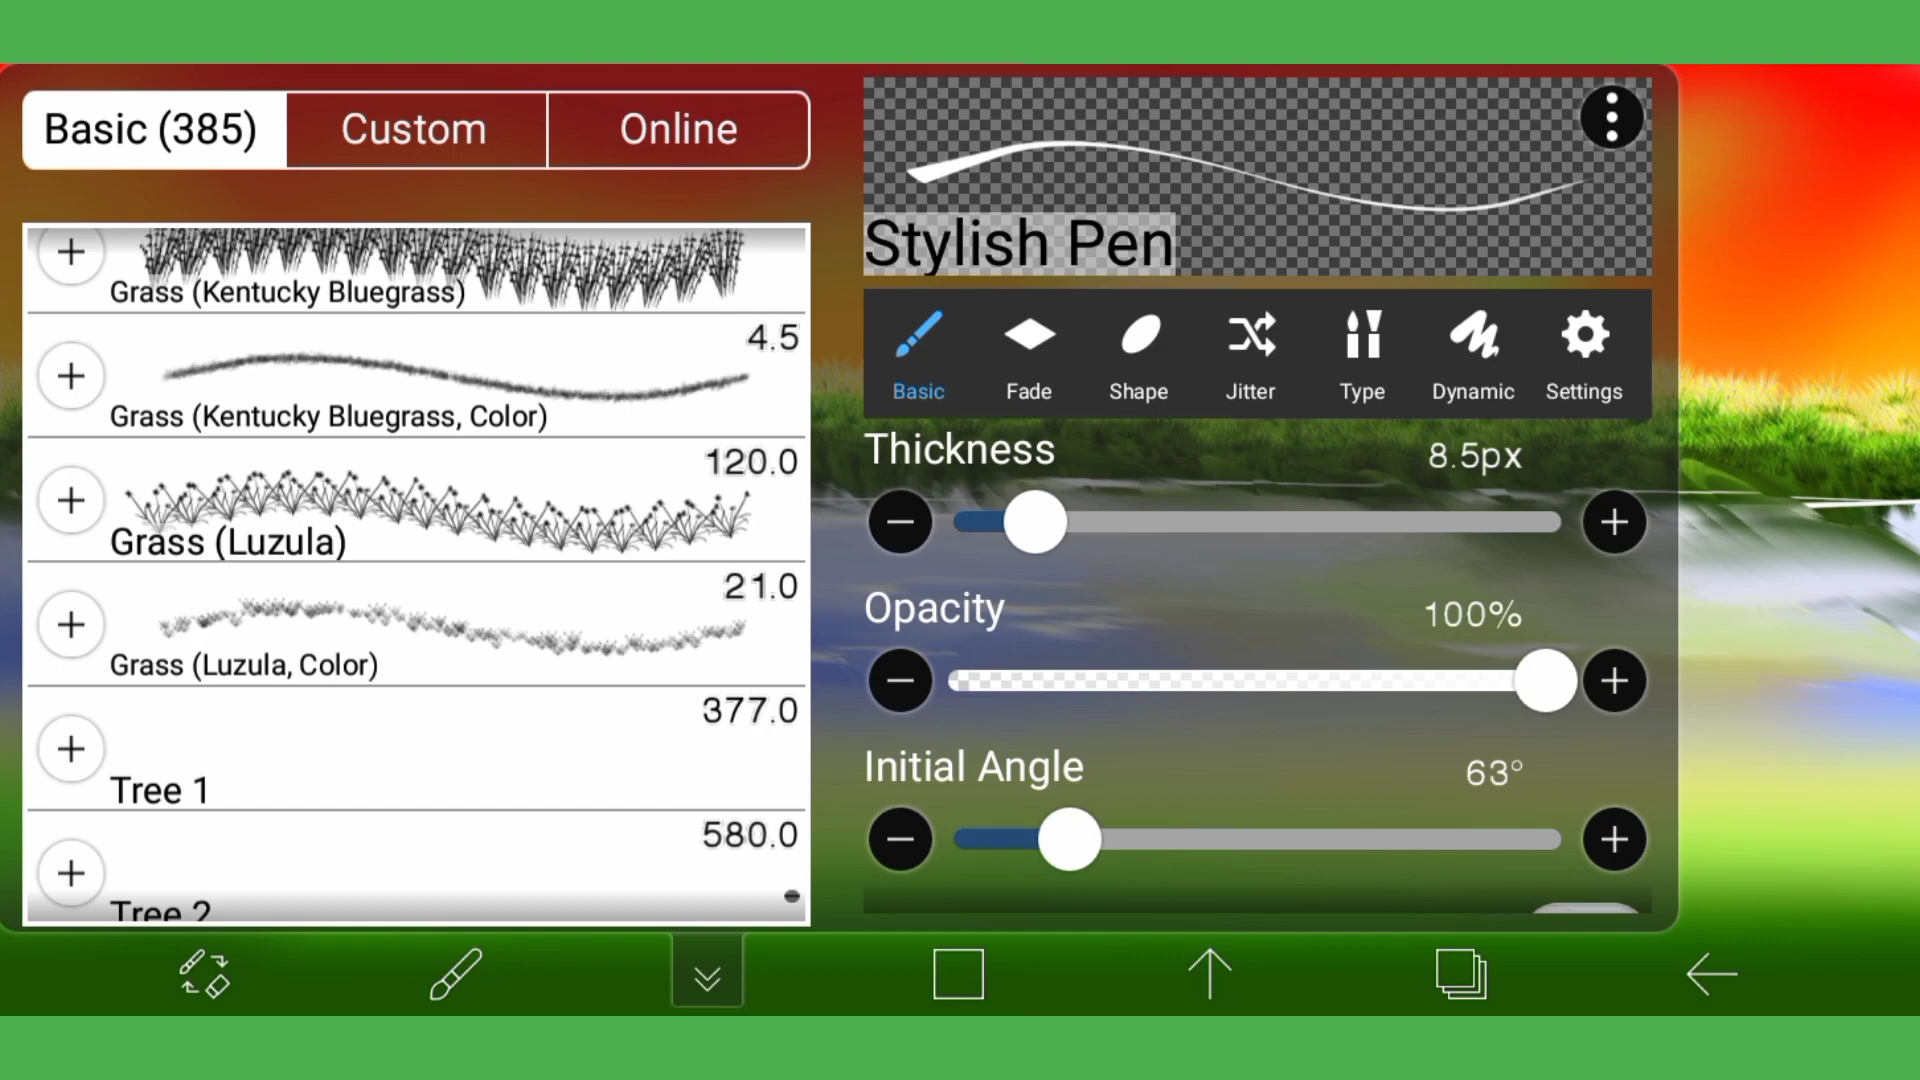 Basic (385)
Custom
Online
Grass (Kentucky Bluegrass)
4.5
Grass (Kentucky Bluegrass, Color)
120.0
Grass (Luzula)
21.0
Grass (Luzula, Color)
377.0
Tree 1
580.0
Tree 2
Stylish Pen
Basic
Fade
Shape
Jitter
Type
Dynamic
Settings
Thickness
8.5px
Opacity
100%
Initial Angle
63°